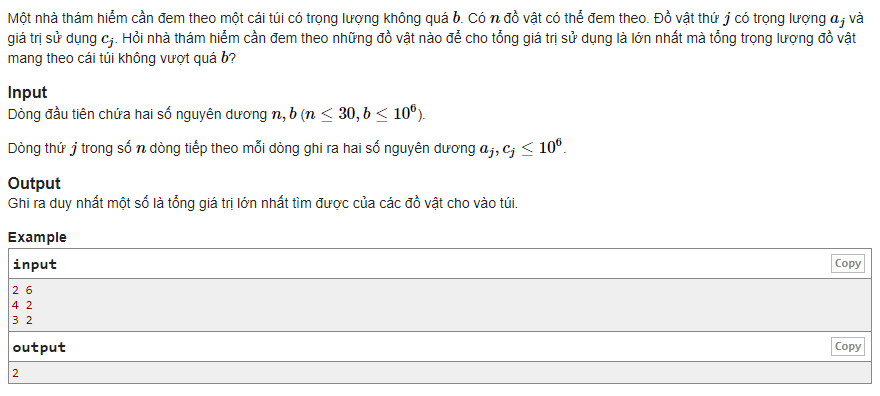 Một nhà thám hiểm cần đem theo một cái túi có trọng lượng không quá b. Có n đồ vật có thể đem theo. Đồ vật thứ j có trọng lượng a_j và
giá trị sử dụng c_j. Hỏi nhà thám hiểm cần đem theo những đồ vật nào để cho tổng giá trị sử dụng là lớn nhất mà tổng trọng lượng đồ vật
mang theo cái túi không vượt quá b?
Input
Dòng đầu tiên chứa hai số nguyên dương n, b (n ≤ 30, b ≤ 10^6).
Dòng thứ j trong số n dòng tiếp theo mỗi dòng ghi ra hai số nguyên dương a_j, c_j ≤ 10^6.
Output
Ghi ra duy nhất một số là tổng giá trị lớn nhất tìm được của các đồ vật cho vào túi.
Example
input Copy
2 6
4 2
3 2
output Copy
2